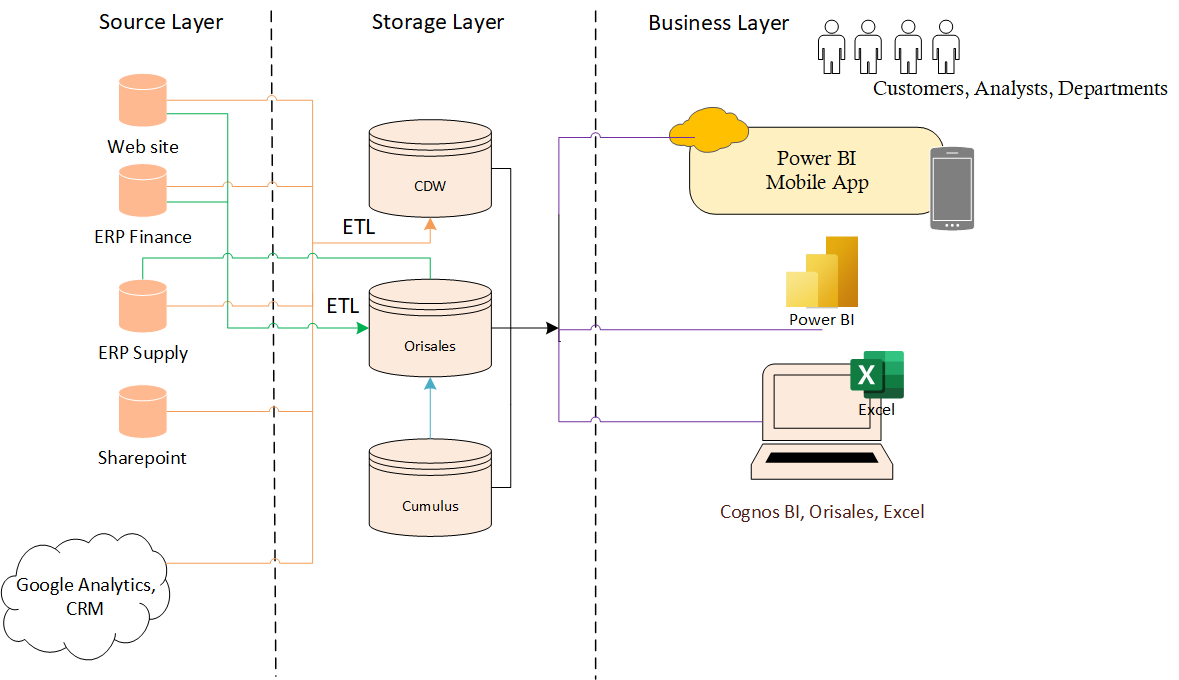 Source Layer
Storage Layer
Business Layer
Customers, Analysts, Departments
Web site
ERP Finance
ERP Supply
Sharepoint
Google Analytics,
CRM
ETL
ETL
CDW
Orisales
Cumulus
Power BI
Mobile App
Power BI
X
Excel
Cognos BI, Orisales, Excel